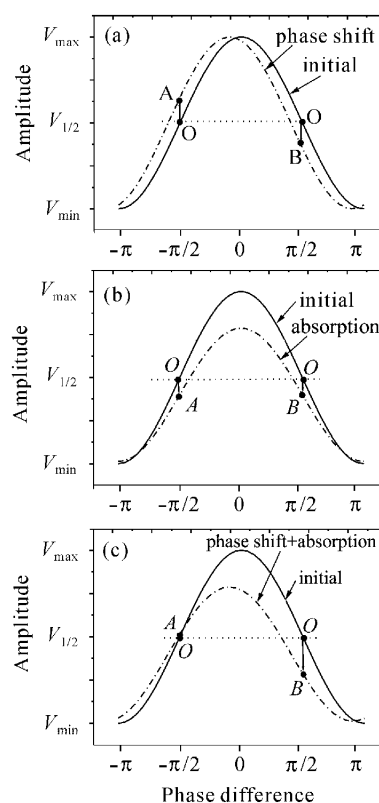 (a)
V_max
phase shift
initial
A
O
O
B
V_1/2
V_min
Amplitude
-π -π/2 0 π/2 π
(b)
V_max
initial
absorption
O
O
A
B
V_1/2
V_min
Amplitude
-π -π/2 0 π/2 π
(c)
V_max
phase shift+absorption
initial
A
O
O
B
V_1/2
V_min
Amplitude
-π -π/2 0 π/2 π
Phase difference